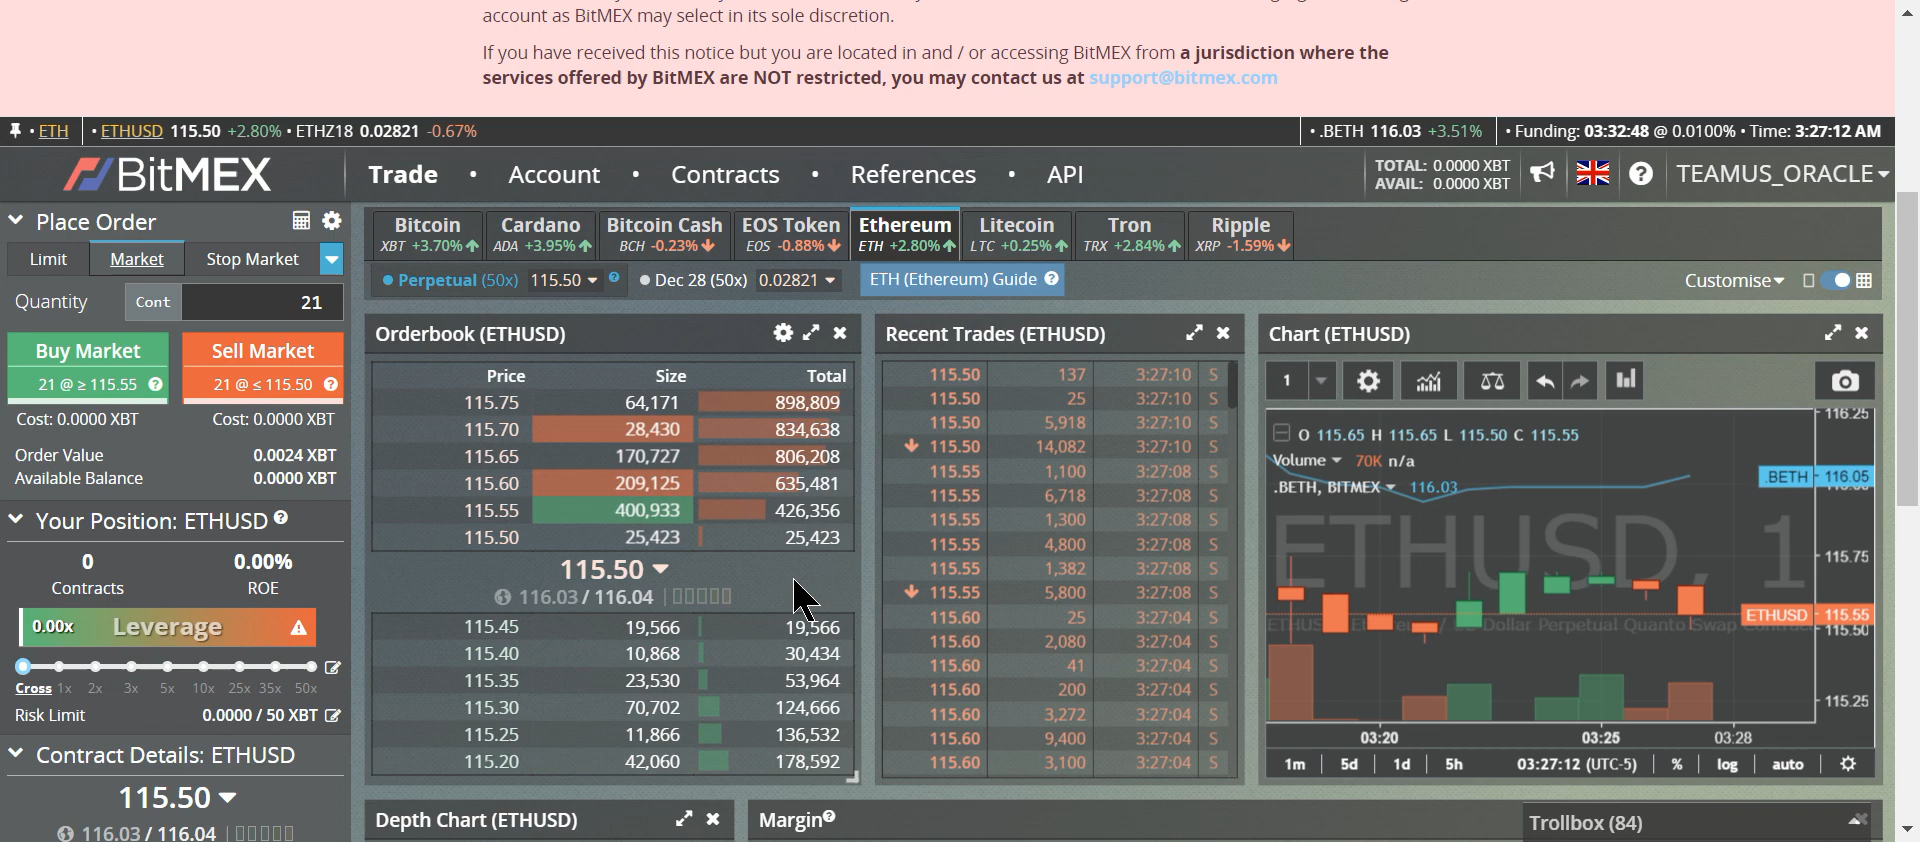 account as BitMEX may select in its sole discretion.
If you have received this notice but you are located in and / or accessing BitMEX from a jurisdiction where the
services offered by BitMEX are NOT restricted, you may contact us at support@bitmex.com
• ETH • ETHUSD 115.50 +2.80% • ETHZ18 0.02821 -0.67% • .BETH 116.03 +3.51% • Funding: 03:32:48 @ 0.0100% • Time: 3:27:12 AM
BitMEX Trade • Account • Contracts • References • API TOTAL: 0.0000 XBT TEAMUS_ORACLE
AVAIL: 0.0000 XBT
Place Order
Limit Market Stop Market
Quantity Cont 21
Buy Market Sell Market
21 @ ≥ 115.55 21 @ ≤ 115.50
Cost: 0.0000 XBT Cost: 0.0000 XBT
Order Value 0.0024 XBT
Available Balance 0.0000 XBT
Your Position: ETHUSD
0 0.00%
Contracts ROE
0.00x Leverage
Cross 1x 2x 3x 5x 10x 25x 35x 50x
Risk Limit 0.0000 / 50 XBT
Contract Details: ETHUSD
115.50
116.03 / 116.04
Bitcoin Cardano Bitcoin Cash EOS Token Ethereum Litecoin Tron Ripple
XBT +3.70% ADA +3.95% BCH -0.23% EOS -0.88% ETH +2.80% LTC +0.25% TRX +2.84% XRP -1.59%
Perpetual (50x) 115.50 Dec 28 (50x) 0.02821 ETH (Ethereum) Guide Customise
Orderbook (ETHUSD)
Price Size Total
115.75 64,171 898,809
115.70 28,430 834,638
115.65 170,727 806,208
115.60 209,125 635,481
115.55 400,933 426,356
115.50 25,423 25,423
115.50
116.03 / 116.04
115.45 19,566 19,566
115.40 10,868 30,434
115.35 23,530 53,964
115.30 70,702 124,666
115.25 11,866 136,532
115.20 42,060 178,592
Recent Trades (ETHUSD)
115.50 137 3:27:10 S
115.50 25 3:27:10 S
115.50 5,918 3:27:10 S
115.50 14,082 3:27:10 S
115.55 1,100 3:27:08 S
115.55 6,718 3:27:08 S
115.55 1,300 3:27:08 S
115.55 4,800 3:27:08 S
115.55 1,382 3:27:08 S
115.55 5,800 3:27:08 S
115.60 25 3:27:04 S
115.60 2,080 3:27:04 S
115.60 41 3:27:04 S
115.60 200 3:27:04 S
115.60 3,272 3:27:04 S
115.60 9,400 3:27:04 S
115.60 3,100 3:27:04 S
Chart (ETHUSD)
1
116.25
O 115.65 H 115.65 L 115.50 C 115.55
Volume 70K n/a
.BETH 116.05
.BETH, BITMEX 116.03
ETHUSD, 1
115.75
ETHUSD 115.55
Dollar Perpetual Quanto Swap
115.50
115.25
03:20 03:25 03:28
1m 5d 1d 5h 03:27:12 (UTC-5) % log auto
Depth Chart (ETHUSD) Margin Trollbox (84)